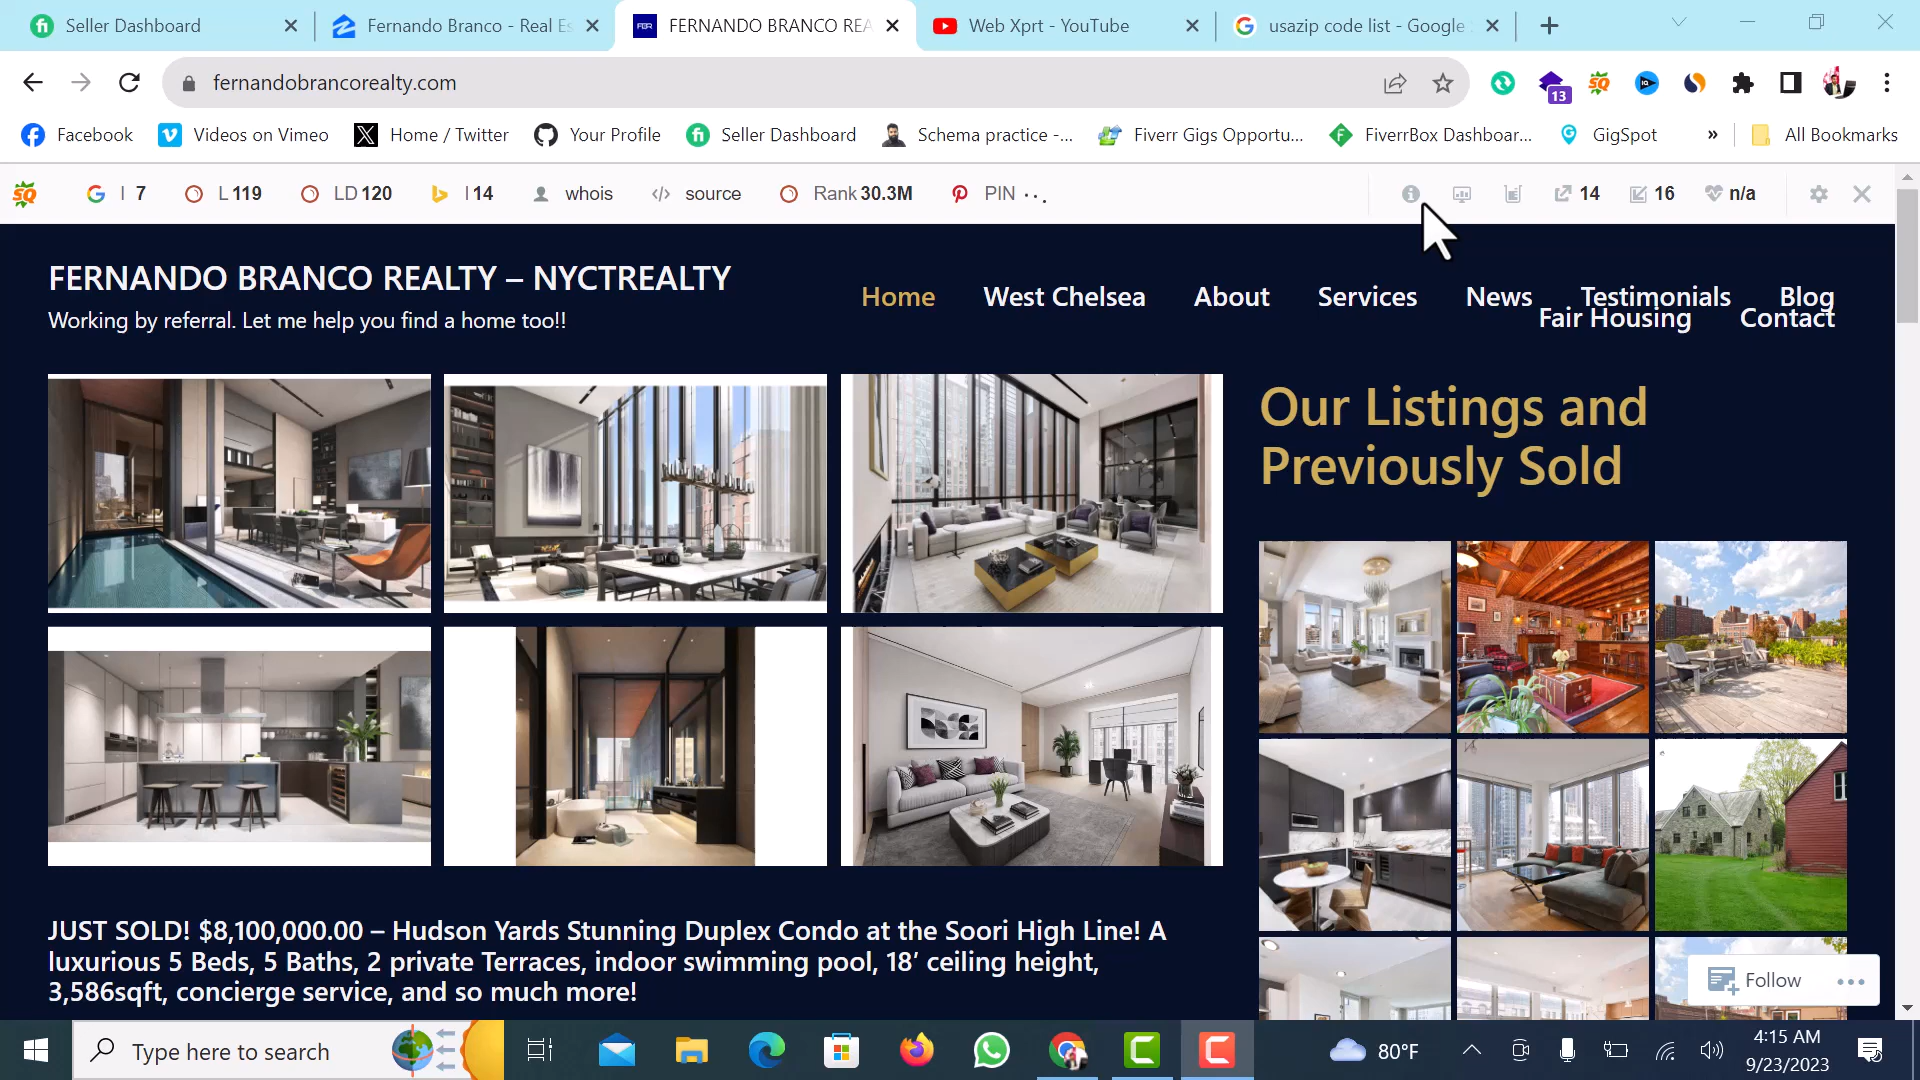 Seller Dashboard
Fernando Branco - Real Es
FBR
FERNANDO BRANCO REA
Web Xprt - YouTube
usazip code list - Google
fernandobrancorealty.com
SQ
13
Facebook
Videos on Vimeo
Home / Twitter
Your Profile
Seller Dashboard
Schema practice -...
Fiverr Gigs Opportu...
FiverrBox Dashboar...
GigSpot
»
All Bookmarks
SQ
I 7
L 119
LD 120
I 14
whois
source
Rank 30.3M
PIN
14
16
n/a
FERNANDO BRANCO REALTY – NYCTREALTY
Working by referral. Let me help you find a home too!!
Home
West Chelsea
About
Services
News
Testimonials
Blog
Fair Housing
Contact
Our Listings and
Previously Sold
JUST SOLD! $8,100,000.00 – Hudson Yards Stunning Duplex Condo at the Soori High Line! A
luxurious 5 Beds, 5 Baths, 2 private Terraces, indoor swimming pool, 18’ ceiling height,
3,586sqft, concierge service, and so much more!
Follow
Type here to search
80°F
4:15 AM
9/23/2023